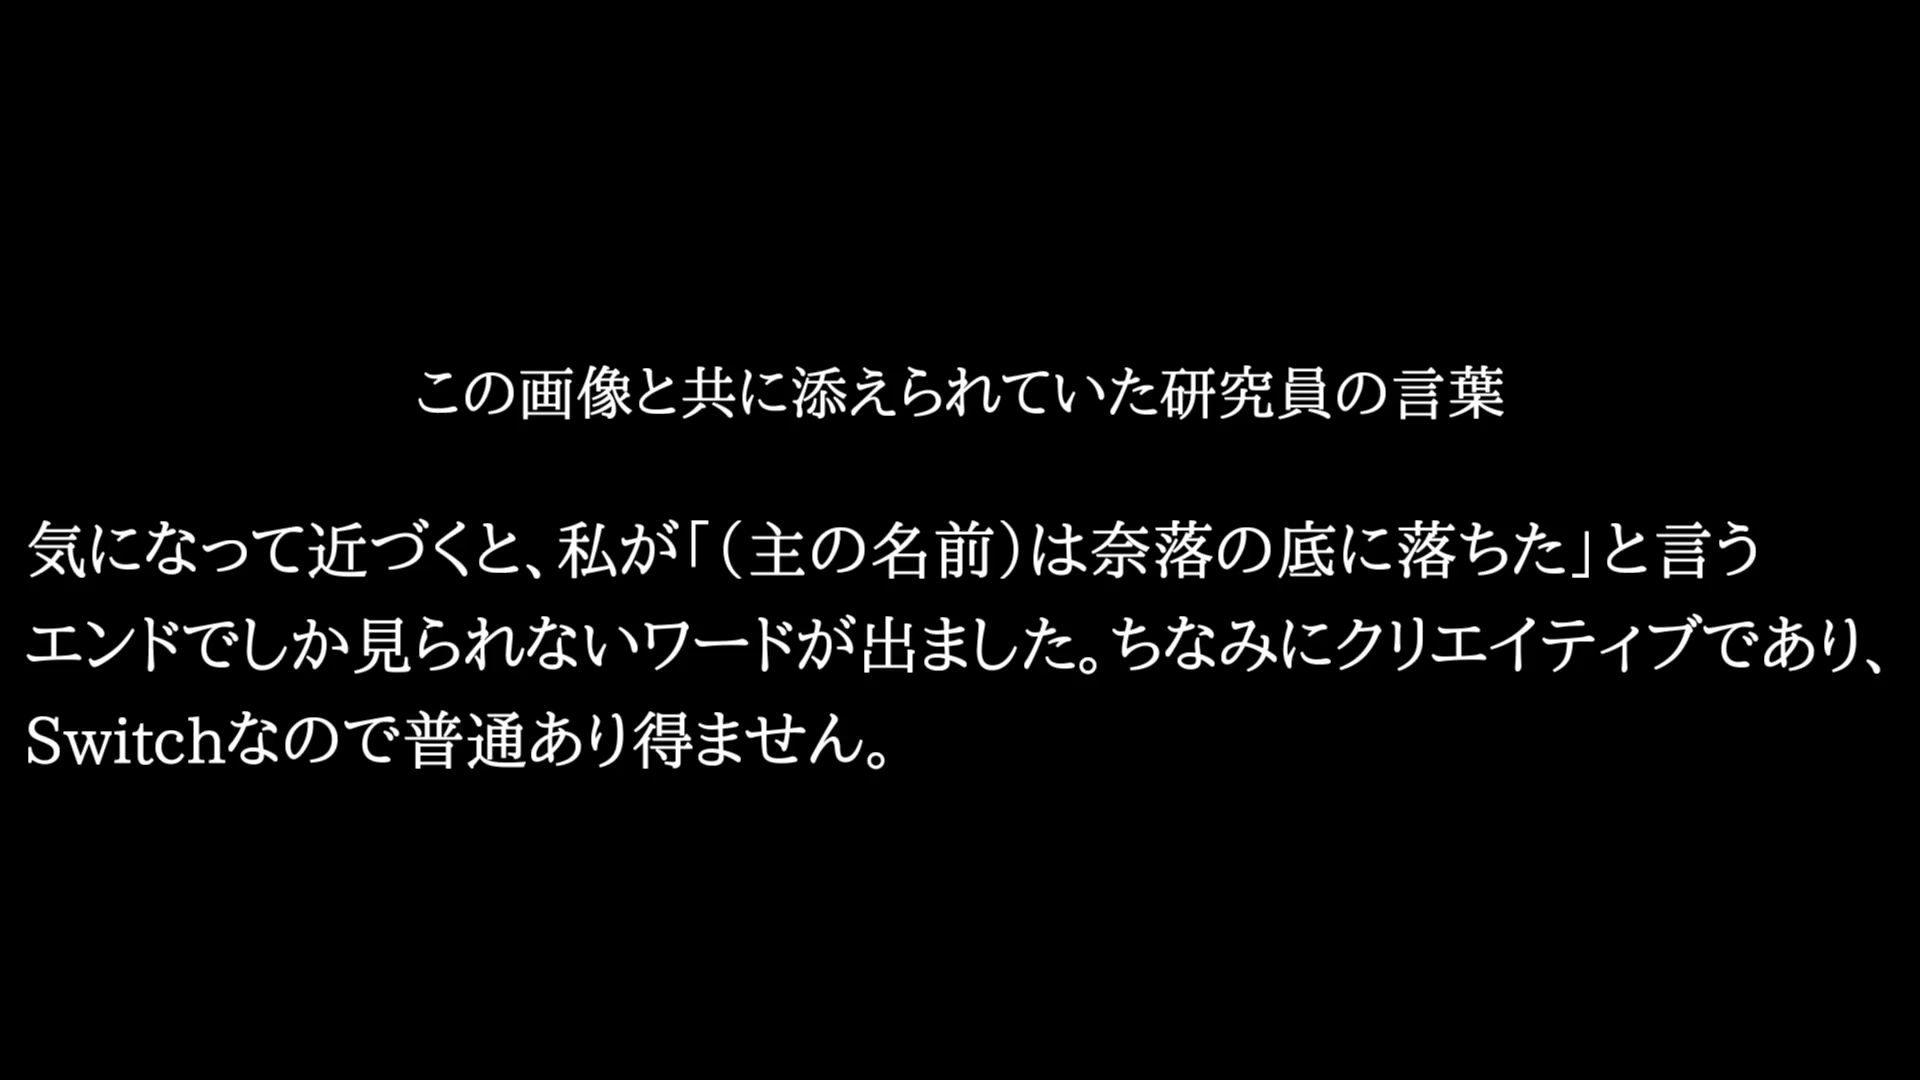 この画像と共に添えられていた研究員の言葉
気になって近づくと、私が「（主の名前）は奈落の底に落ちた」と言う
エンドでしか見られないワードが出ました。ちなみにクリエイティブであり、
Switchなので普通あり得ません。